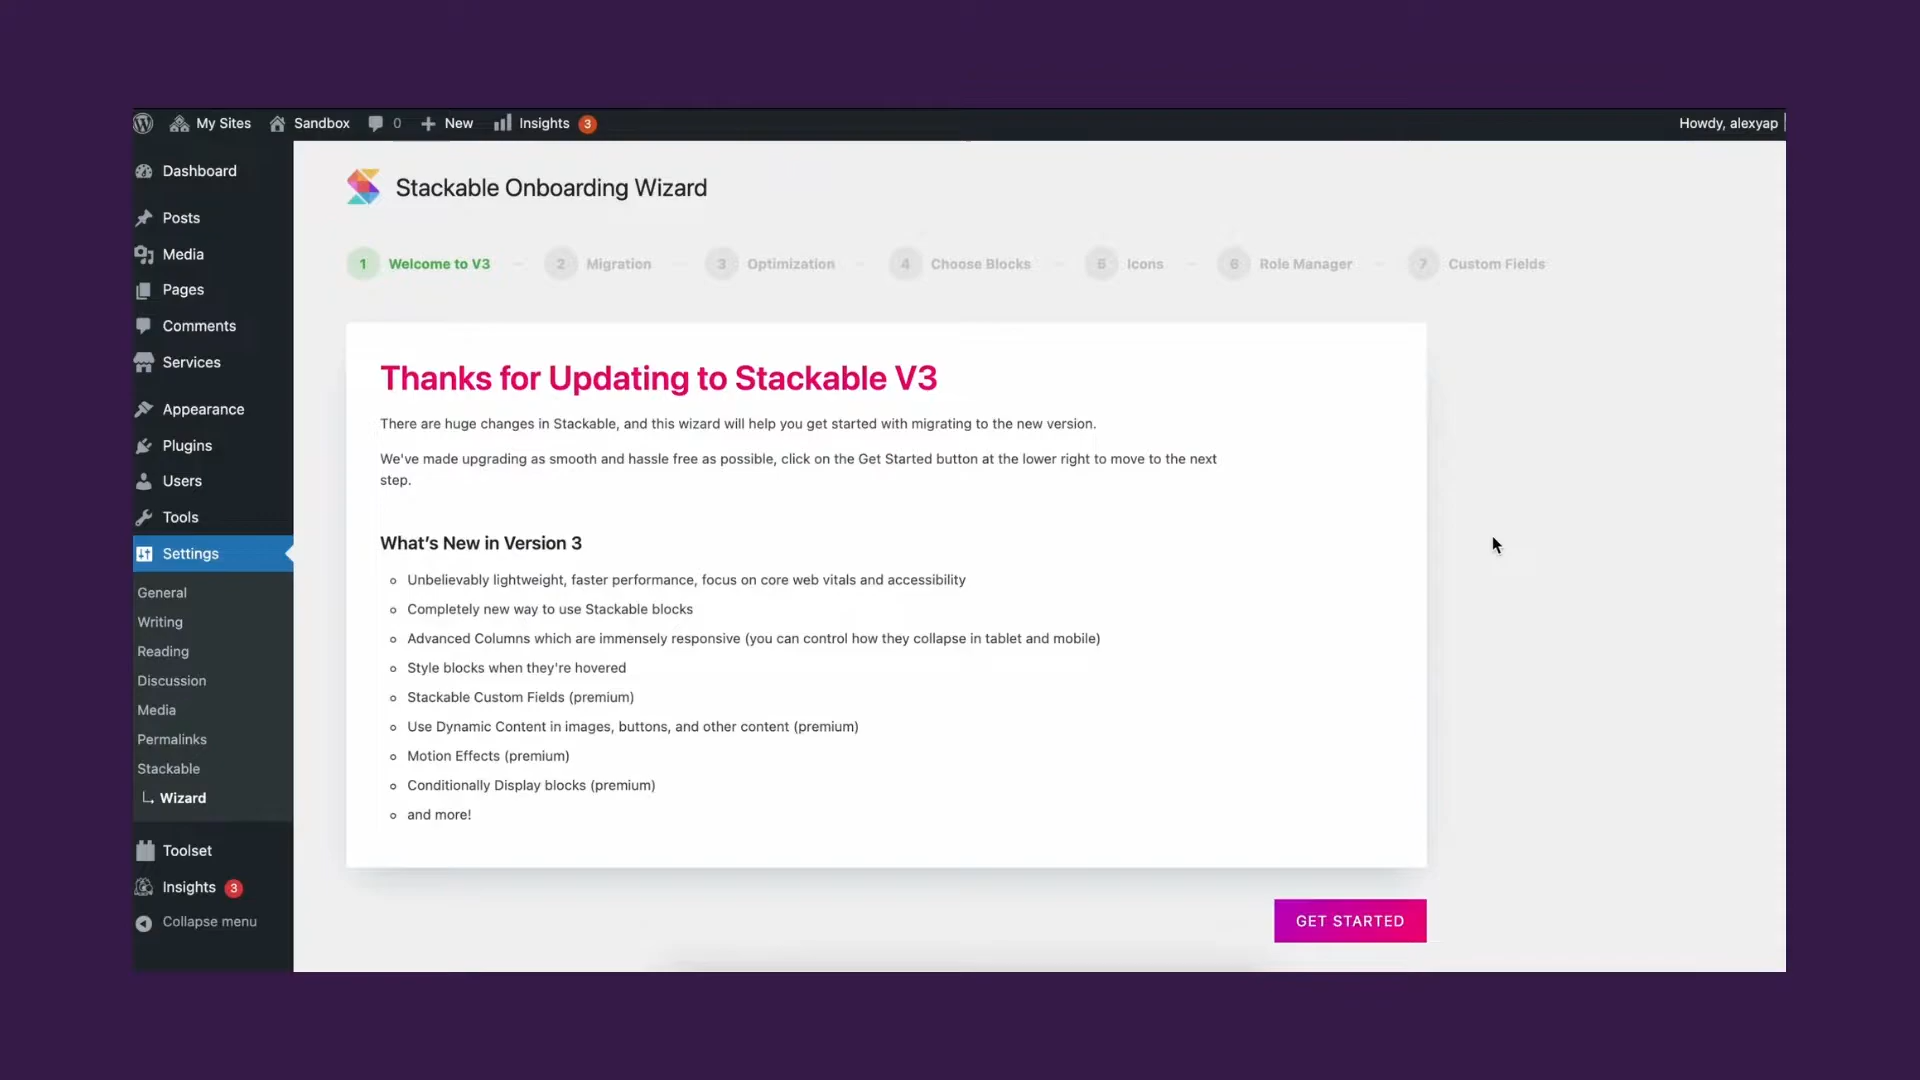 My Sites Sandbox 0 + New Insights 3 Howdy, alexyap
Dashboard
Posts
Media
Pages
Comments
Services
Appearance
Plugins
Users
Tools
Settings
General
Writing
Reading
Discussion
Media
Permalinks
Stackable
Wizard
Toolset
Insights 3
Collapse menu
Stackable Onboarding Wizard
1 Welcome to V3 – 2 Migration – 3 Optimization – 4 Choose Blocks – 5 Icons – 6 Role Manager – 7 Custom Fields
Thanks for Updating to Stackable V3
There are huge changes in Stackable, and this wizard will help you get started with migrating to the new version.
We've made upgrading as smooth and hassle free as possible, click on the Get Started button at the lower right to move to the next
step.
What's New in Version 3
Unbelievably lightweight, faster performance, focus on core web vitals and accessibility
Completely new way to use Stackable blocks
Advanced Columns which are immensely responsive (you can control how they collapse in tablet and mobile)
Style blocks when they're hovered
Stackable Custom Fields (premium)
Use Dynamic Content in images, buttons, and other content (premium)
Motion Effects (premium)
Conditionally Display blocks (premium)
and more!
GET STARTED